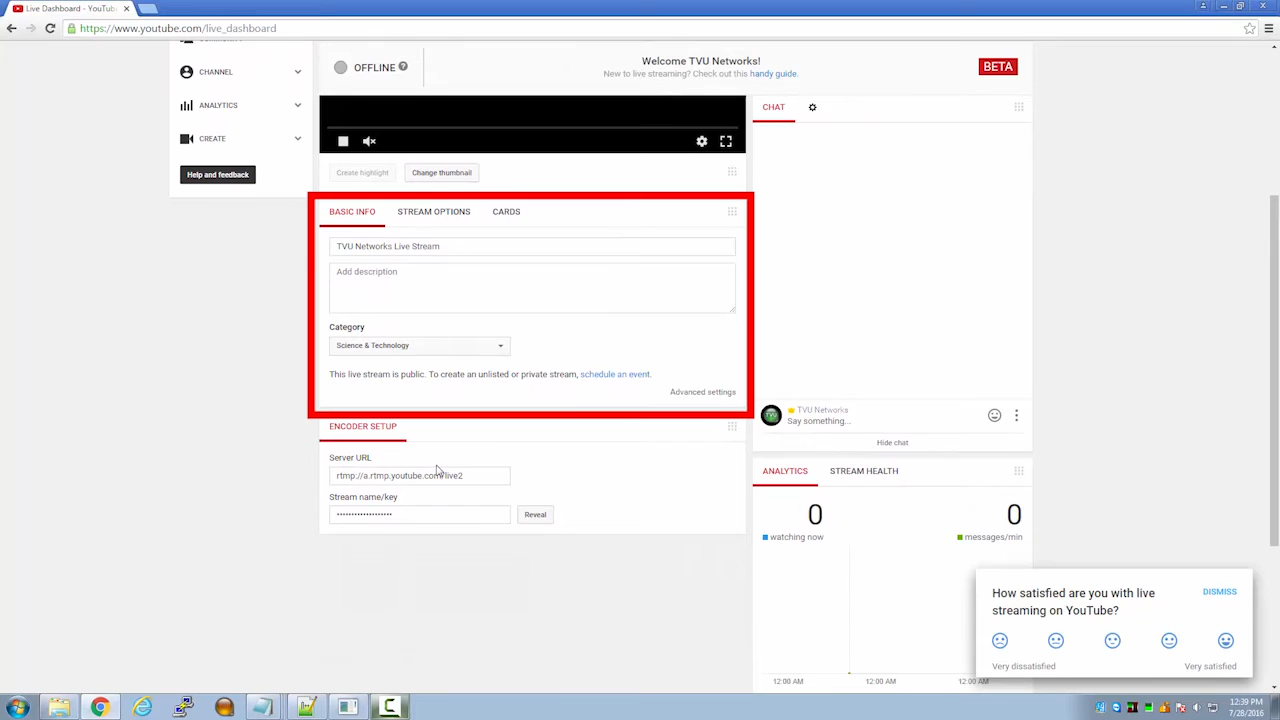 Live Dashboard - YouTub
https://www.youtube.com/live_dashboard
CHANNEL
ANALYTICS
CREATE
Help and feedback
OFFLINE
Welcome TVU Networks!
New to live streaming? Check out this handy guide.
BETA
Create highlight
Change thumbnail
BASIC INFO
STREAM OPTIONS
CARDS
TVU Networks Live Stream
Add description
Category
Science & Technology
This live stream is public. To create an unlisted or private stream, schedule an event.
Advanced settings
ENCODER SETUP
Server URL
rtmp://a.rtmp.youtube.com/live2
Stream name/key
Reveal
CHAT
TVU Networks
Say something...
Hide chat
ANALYTICS
STREAM HEALTH
0
0
watching now
messages/min
12:00 AM
12:00 AM
12:00 AM
How satisfied are you with live
streaming on YouTube?
DISMISS
Very dissatisfied
Very satisfied
12:39 PM
7/28/2016